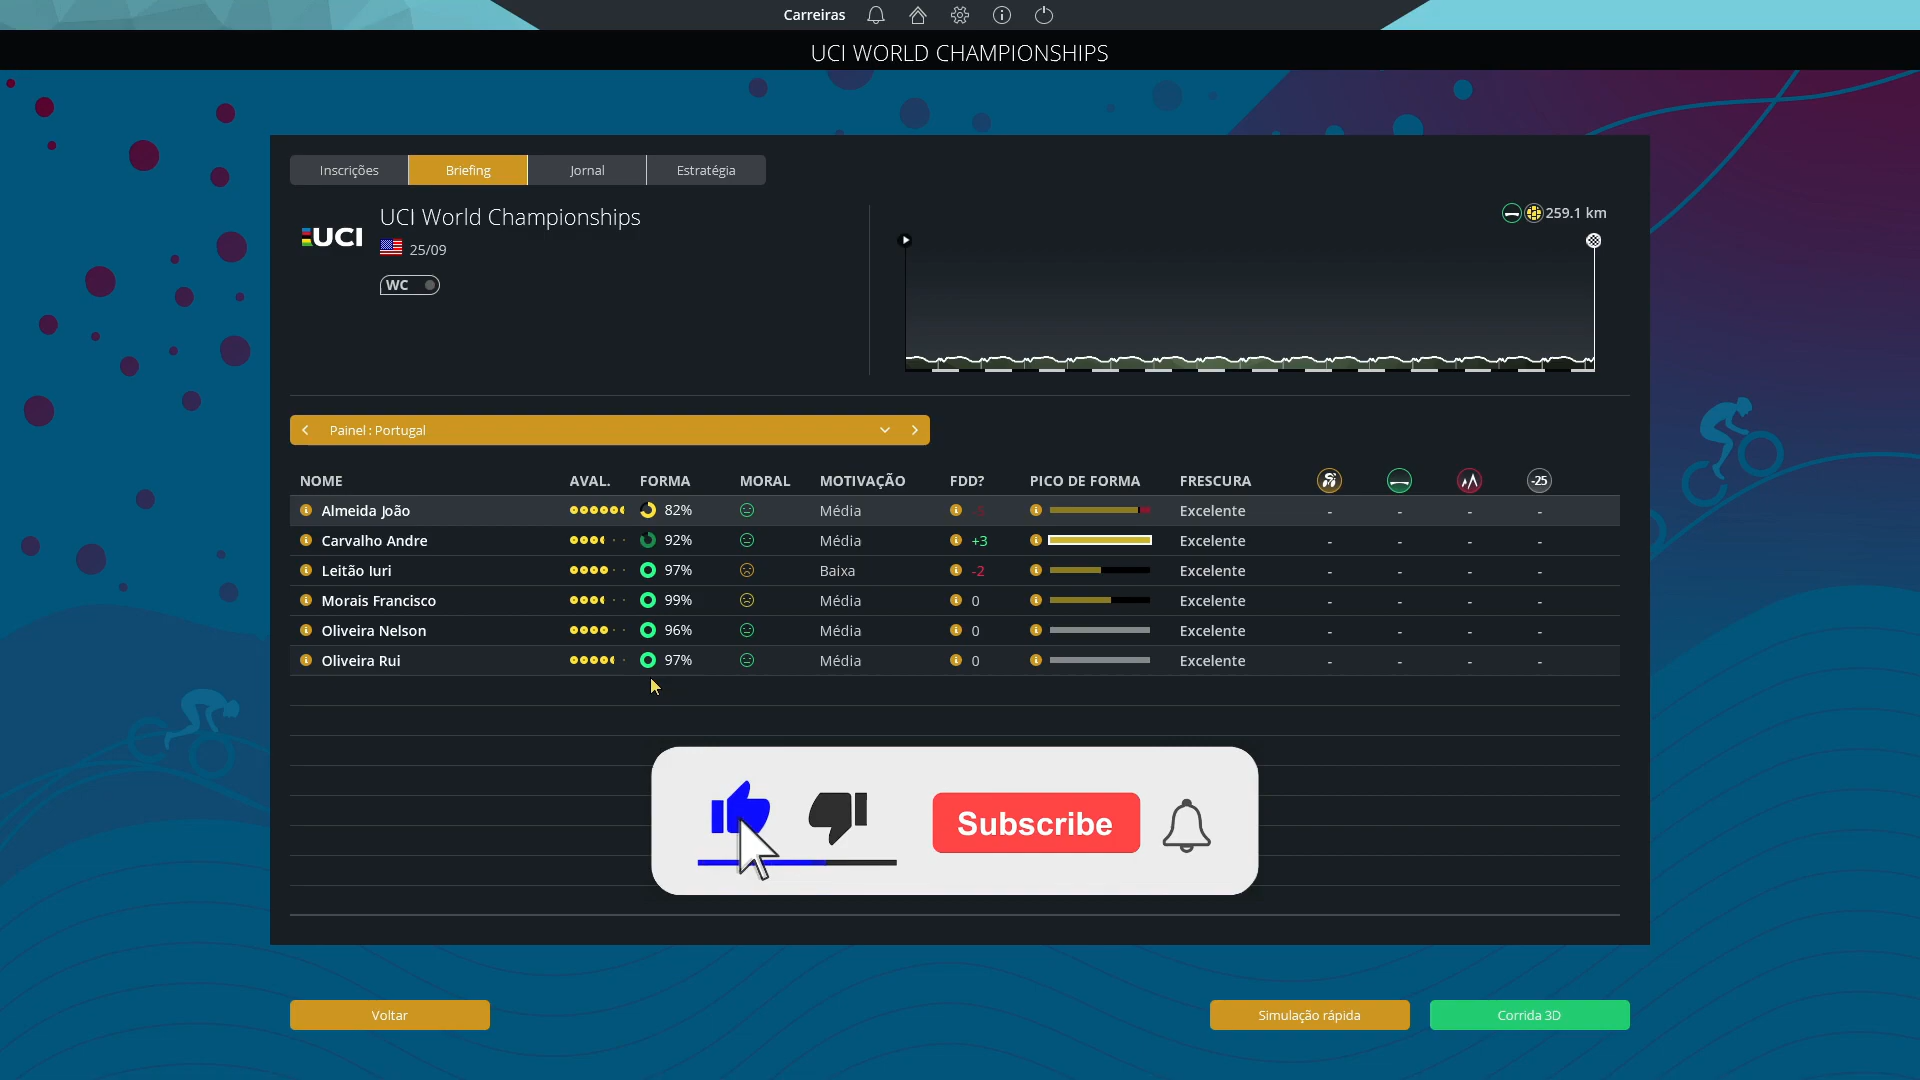 Carreiras
UCI WORLD CHAMPIONSHIPS
Inscrições Briefing Jornal Estratégia
UCI
UCI World Championships
25/09
WC
259.1 km
Painel : Portugal
NOME AVAL. FORMA MORAL MOTIVAÇÃO FDD? PICO DE FORMA FRESCURA -25
Almeida João 82% Média -5 Excelente - - - -
Carvalho Andre 92% Média +3 Excelente - - - -
Leitão Iuri 97% Baixa -2 Excelente - - - -
Morais Francisco 99% Média 0 Excelente - - - -
Oliveira Nelson 96% Média 0 Excelente - - - -
Oliveira Rui 97% Média 0 Excelente - - - -
Subscribe
Voltar Simulação rápida Corrida 3D